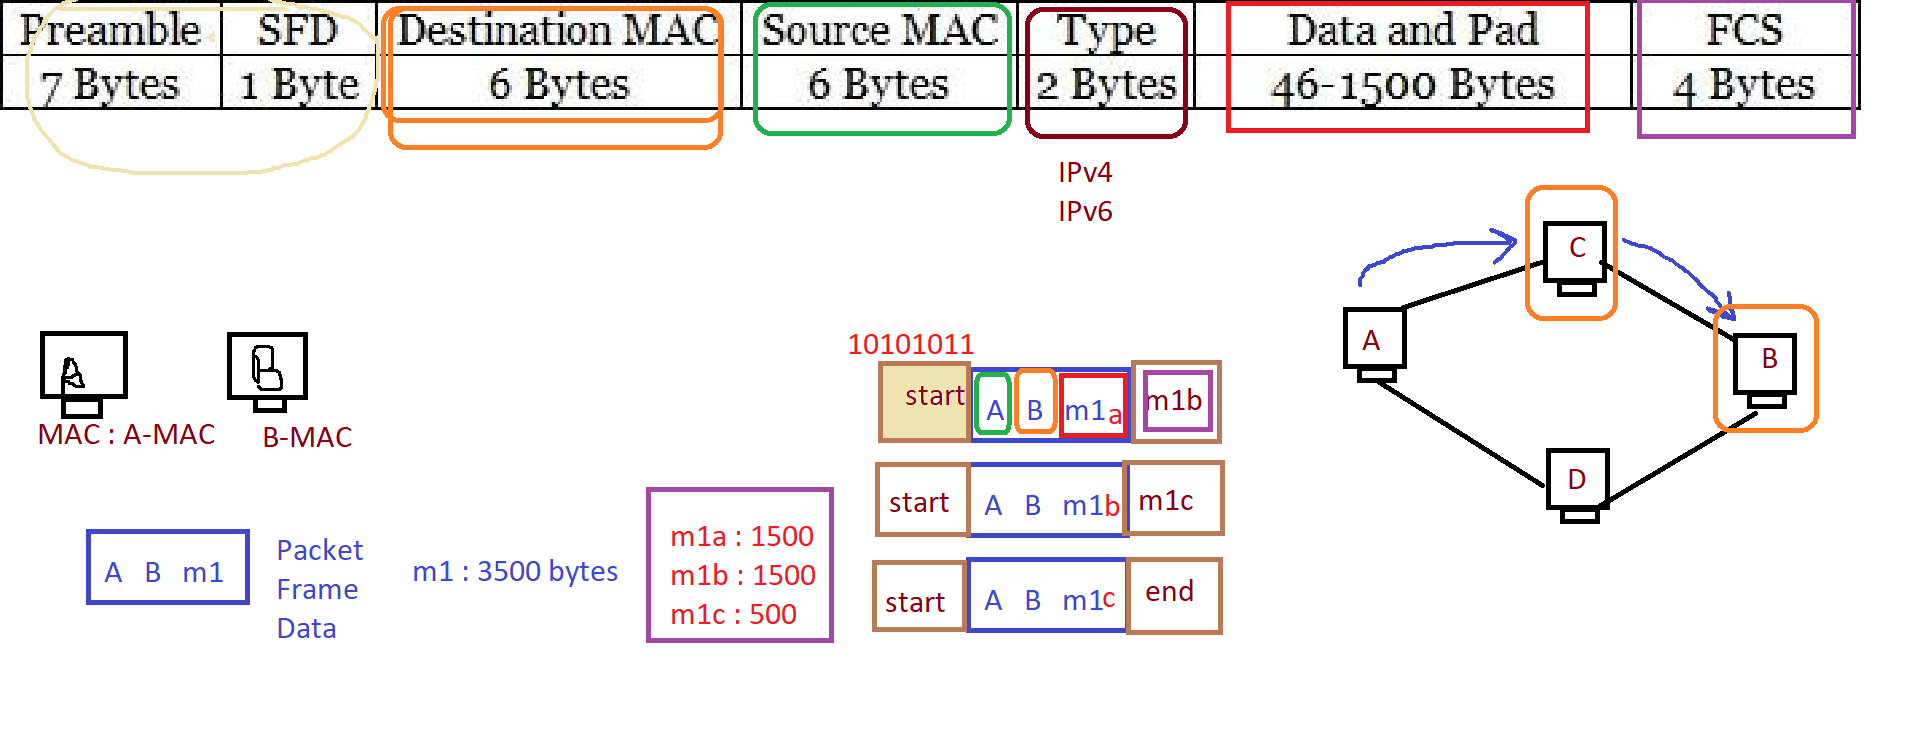 Preamble SFD Destination MAC Source MAC Type Data and Pad FCS
7 Bytes 1 Byte 6 Bytes 6 Bytes 2 Bytes 46-1500 Bytes 4 Bytes
IPv4
IPv6
C
A
B
D
A
MAC : A-MAC
B
B-MAC
10101011
start A B m1a m1b
start A B m1b m1c
start A B m1c end
A B m1
Packet
Frame
Data
m1 : 3500 bytes
m1a : 1500
m1b : 1500
m1c : 500